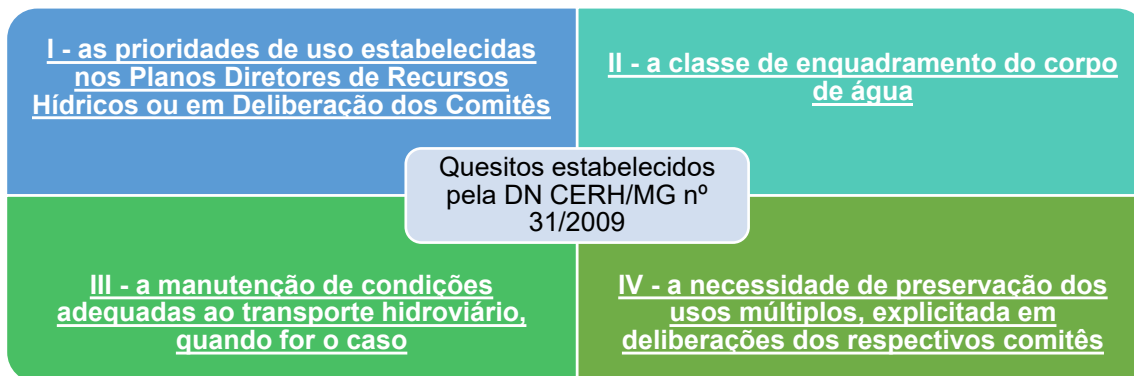 I - as prioridades de uso estabelecidas
nos Planos Diretores de Recursos
Hídricos ou em Deliberação dos Comitês
II - a classe de enquadramento do corpo
de água
Quesitos estabelecidos
pela DN CERH/MG nº
31/2009
III - a manutenção de condições
adequadas ao transporte hidroviário,
quando for o caso
IV - a necessidade de preservação dos
usos múltiplos, explicitada em
deliberações dos respectivos comitês